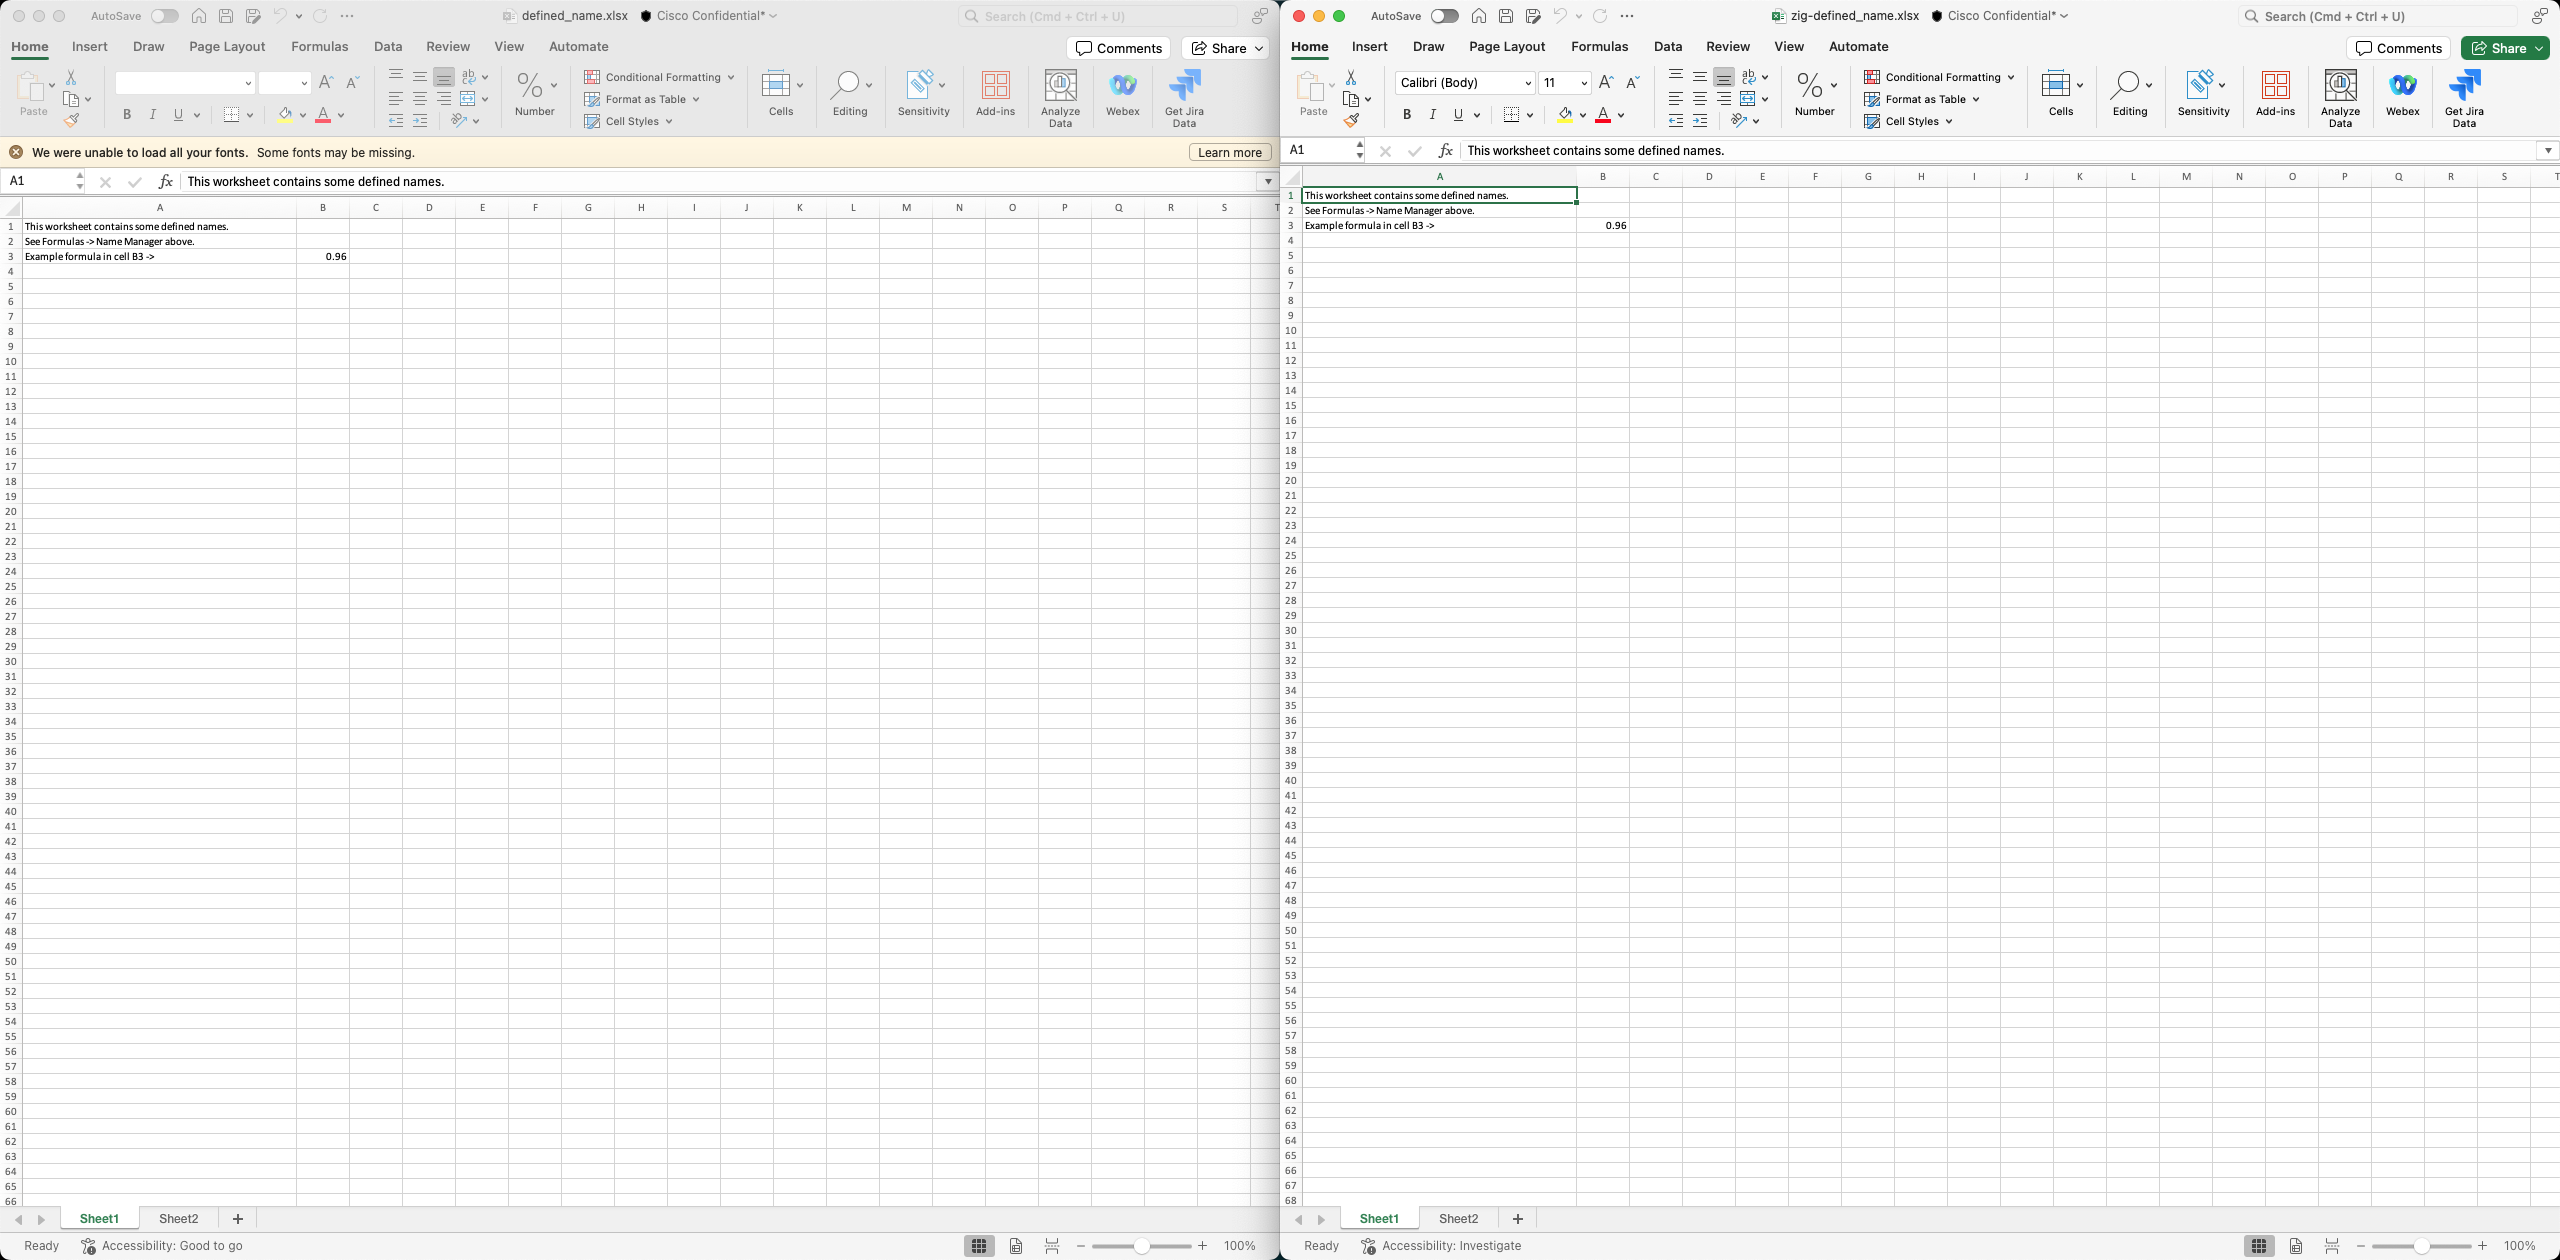 AutoSave
defined_name.xlsx
Cisco Confidential*
Search (Cmd + Ctrl + U)
Home Insert Draw Page Layout Formulas Data Review View Automate
Comments Share
Paste
B I U A
Number
Conditional Formatting
Format as Table
Cell Styles
Cells
Editing
Sensitivity
Add-ins
Analyze
Data
Webex
Get Jira
Data
We were unable to load all your fonts. Some fonts may be missing.
Learn more
A1
fx This worksheet contains some defined names.
A B C D E F G H I J K L M N O P Q R S T
1 This worksheet contains some defined names.
2 See Formulas -> Name Manager above.
3 Example formula in cell B3 -> 0.96
4
5
6
7
8
9
10
11
12
13
14
15
16
17
18
19
20
21
22
23
24
25
26
27
28
29
30
31
32
33
34
35
36
37
38
39
40
41
42
43
44
45
46
47
48
49
50
51
52
53
54
55
56
57
58
59
60
61
62
63
64
65
66
Sheet1 Sheet2 +
Ready Accessibility: Good to go
100%
AutoSave
zig-defined_name.xlsx
Cisco Confidential*
Search (Cmd + Ctrl + U)
Home Insert Draw Page Layout Formulas Data Review View Automate
Comments Share
Paste
Calibri (Body) 11
B I U A
Number
Conditional Formatting
Format as Table
Cell Styles
Cells
Editing
Sensitivity
Add-ins
Analyze
Data
Webex
Get Jira
Data
A1
fx This worksheet contains some defined names.
A B C D E F G H I J K L M N O P Q R S T
1 This worksheet contains some defined names.
2 See Formulas -> Name Manager above.
3 Example formula in cell B3 -> 0.96
4
5
6
7
8
9
10
11
12
13
14
15
16
17
18
19
20
21
22
23
24
25
26
27
28
29
30
31
32
33
34
35
36
37
38
39
40
41
42
43
44
45
46
47
48
49
50
51
52
53
54
55
56
57
58
59
60
61
62
63
64
65
66
67
68
Sheet1 Sheet2 +
Ready Accessibility: Investigate
100%